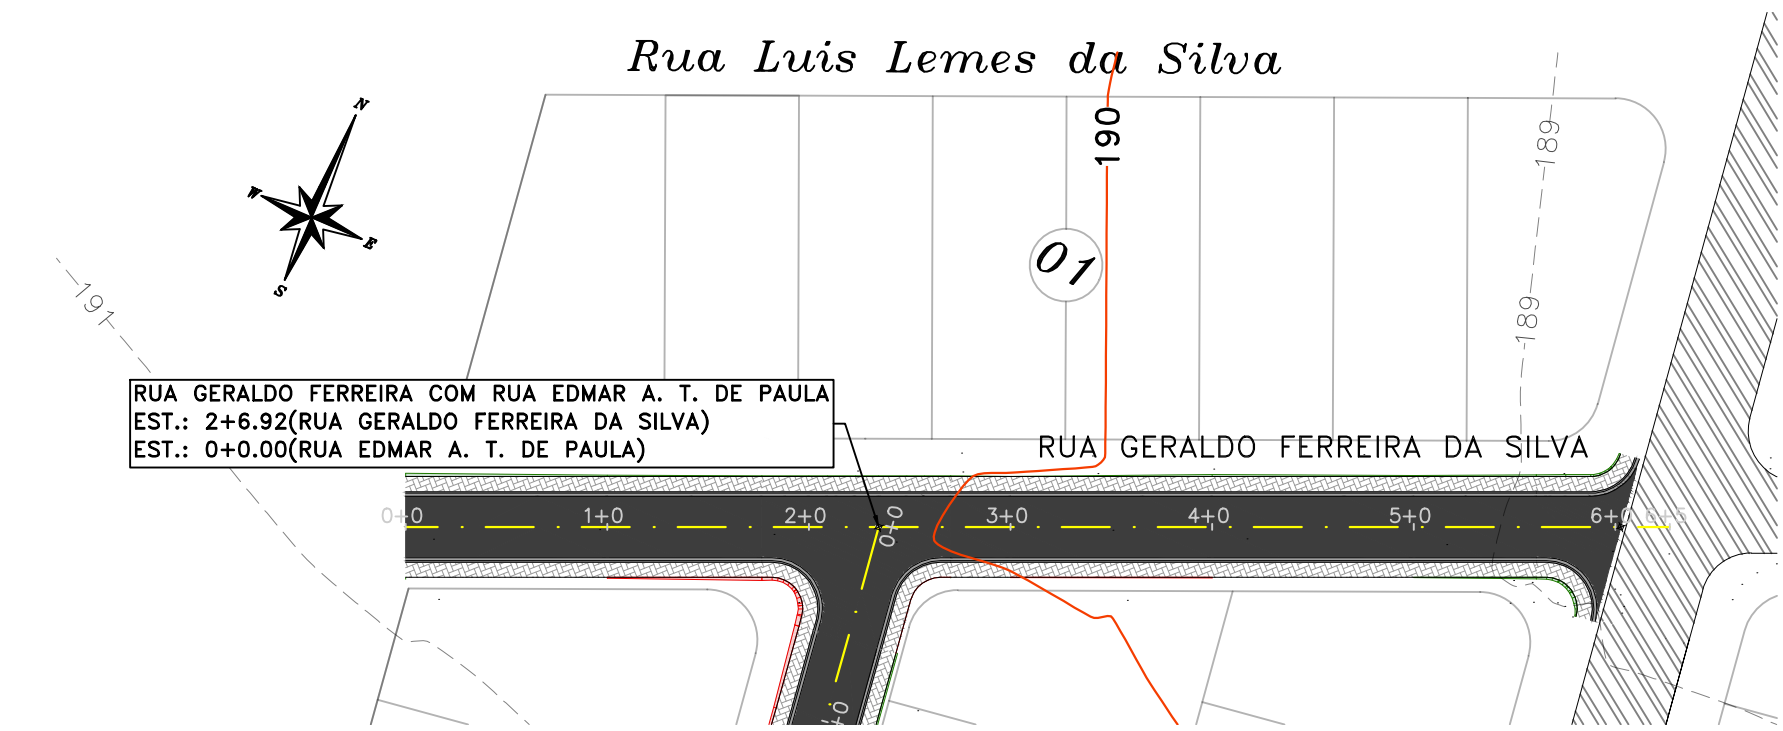 Rua Luis Lemes da Silva
N
W
E
S
190
189
01
191
189
RUA GERALDO FERREIRA COM RUA EDMAR A. T. DE PAULA
EST.: 2+6.92(RUA GERALDO FERREIRA DA SILVA)
EST.: 0+0.00(RUA EDMAR A. T. DE PAULA)
RUA GERALDO FERREIRA DA SILVA
0+0 1+0 2+0 0+0 3+0 4+0 5+0 6+0 6+5